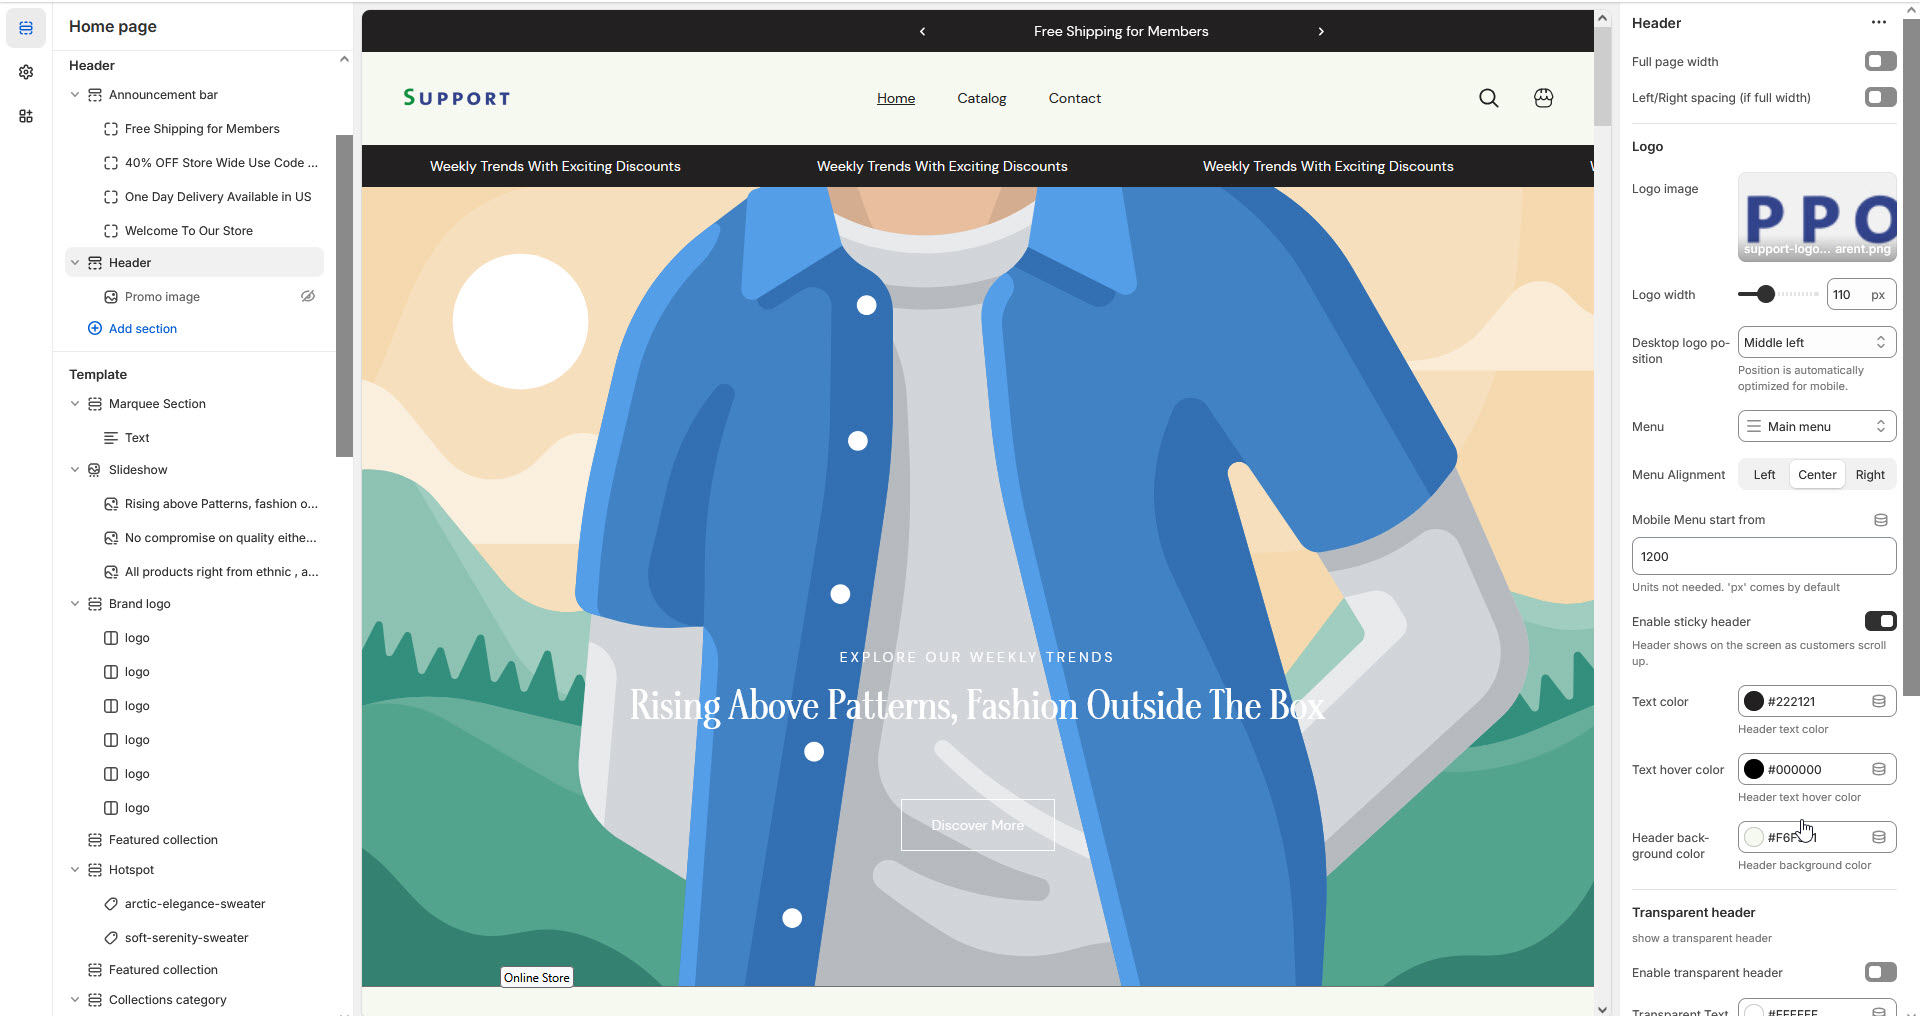 Home page
Header
Announcement bar
Free Shipping for Members
40% OFF Store Wide Use Code ...
One Day Delivery Available in US
Welcome To Our Store
Header
Promo image
Add section
Template
Marquee Section
Text
Slideshow
Rising above Patterns, fashion o...
No compromise on quality eithe...
All products right from ethnic , a...
Brand logo
logo
logo
logo
logo
logo
logo
Featured collection
Hotspot
arctic-elegance-sweater
soft-serenity-sweater
Featured collection
Collections category
Free Shipping for Members
SUPPORT
Home Catalog Contact
Weekly Trends With Exciting Discounts Weekly Trends With Exciting Discounts Weekly Trends With Exciting Discounts
EXPLORE OUR WEEKLY TRENDS
Rising Above Patterns, Fashion Outside The Box
Discover More
Online Store
Header
Full page width
Left/Right spacing (if full width)
Logo
Logo image
PPO
support-logo... arent.png
Logo width 110 px
Desktop logo po-
sition
Middle left
Position is automatically
optimized for mobile.
Menu Main menu
Menu Alignment Left Center Right
Mobile Menu start from
1200
Units not needed. 'px' comes by default
Enable sticky header
Header shows on the screen as customers scroll
up.
Text color #222121
Header text color
Text hover color #000000
Header text hover color
Header back-
ground color
Header background color
Transparent header
show a transparent header
Enable transparent header
Transparent Text #FFFFFF